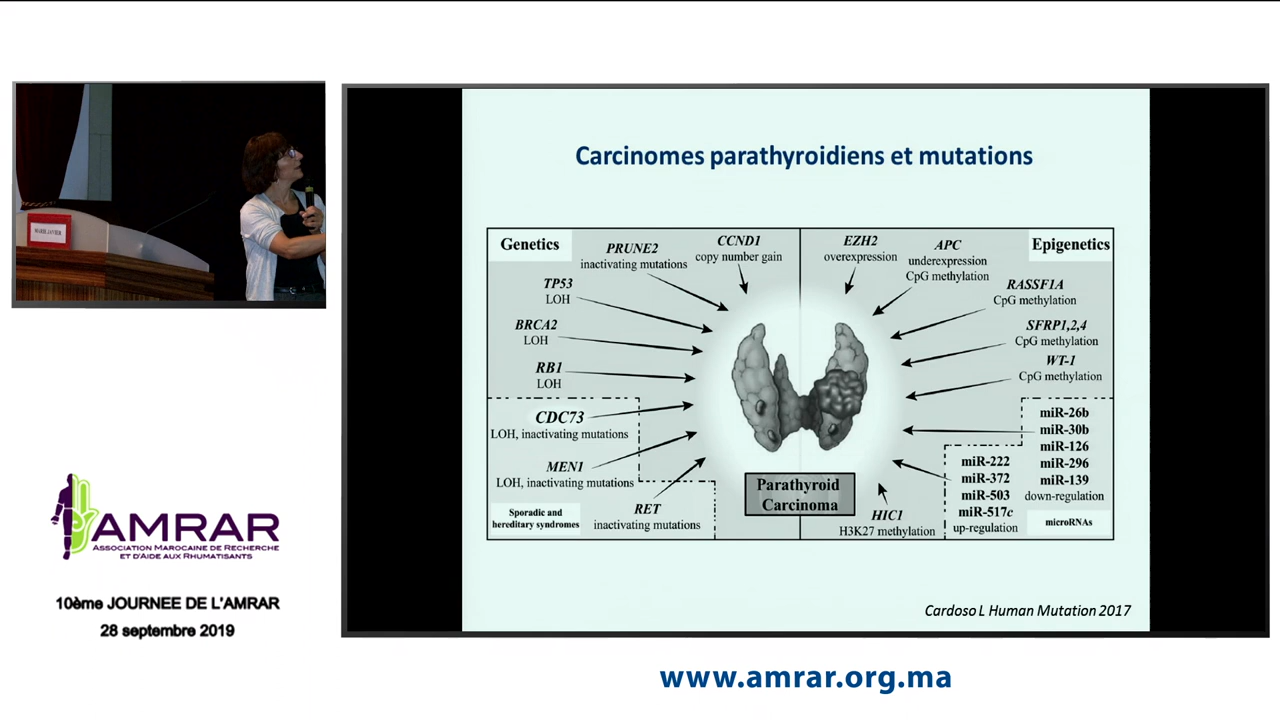 MARIE JANVIER
AMRAR
ASSOCIATION MAROCAINE DE RECHERCHE
ET D'AIDE AUX RHUMATISANTS
10ème JOURNEE DE L'AMRAR
28 septembre 2019
Carcinomes parathyroidiens et mutations
Genetics
PRUNE2
inactivating mutations
CCND1
copy number gain
TP53
LOH
BRCA2
LOH
RB1
LOH
CDC73
LOH, inactivating mutations
MEN1
LOH, inactivating mutations
RET
inactivating mutations
Sporadic and
hereditary syndromes
Parathyroid
Carcinoma
EZH2
overexpression
APC
underexpression
CpG methylation
Epigenetics
RASSF1A
CpG methylation
SFRP1,2,4
CpG methylation
WT-1
CpG methylation
miR-26b
miR-30b
miR-126
miR-296
miR-139
down-regulation
miR-222
miR-372
miR-503
miR-517c
up-regulation
microRNAs
HIC1
H3K27 methylation
Cardoso L Human Mutation 2017
www.amrar.org.ma